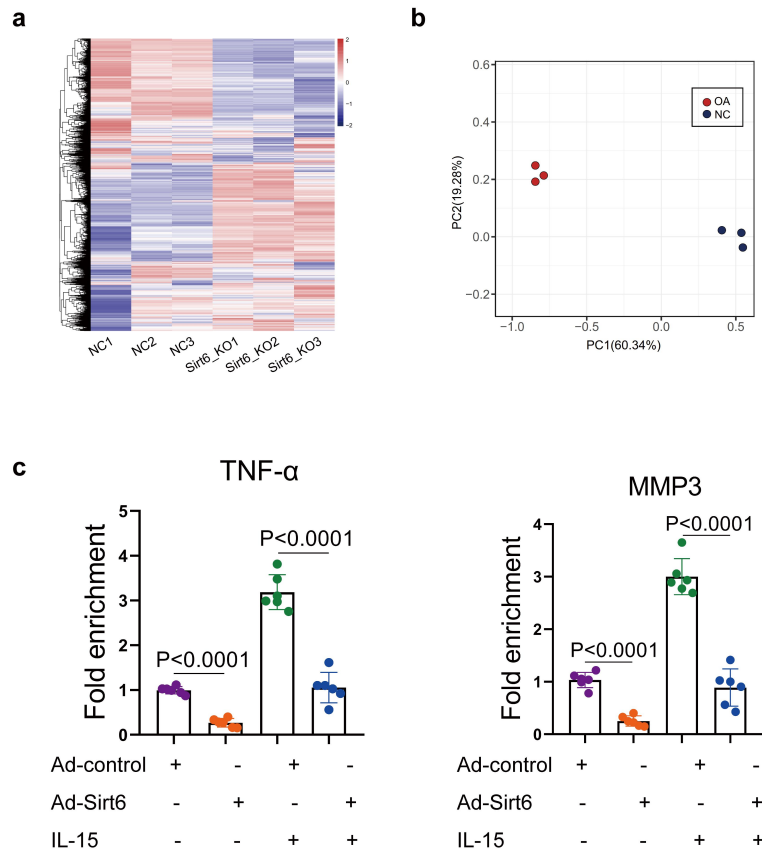 a
2
1
0
−1
−2
NC1 NC2 NC3 Sirt6_KO1 Sirt6_KO2 Sirt6_KO3
b
0.6
0.4
0.2
0.0
−0.2
PC2(19.28%)
OA
NC
−1.0 −0.5 0.0 0.5
PC1(60.34%)
c
TNF-α
Fold enrichment
5
4
3
2
1
0
P<0.0001
P<0.0001
Ad-control + - + -
Ad-Sirt6 - + - +
IL-15 - - + +
MMP3
Fold enrichment
4
3
2
1
0
P<0.0001
P<0.0001
Ad-control + - + -
Ad-Sirt6 - + - +
IL-15 - - + +